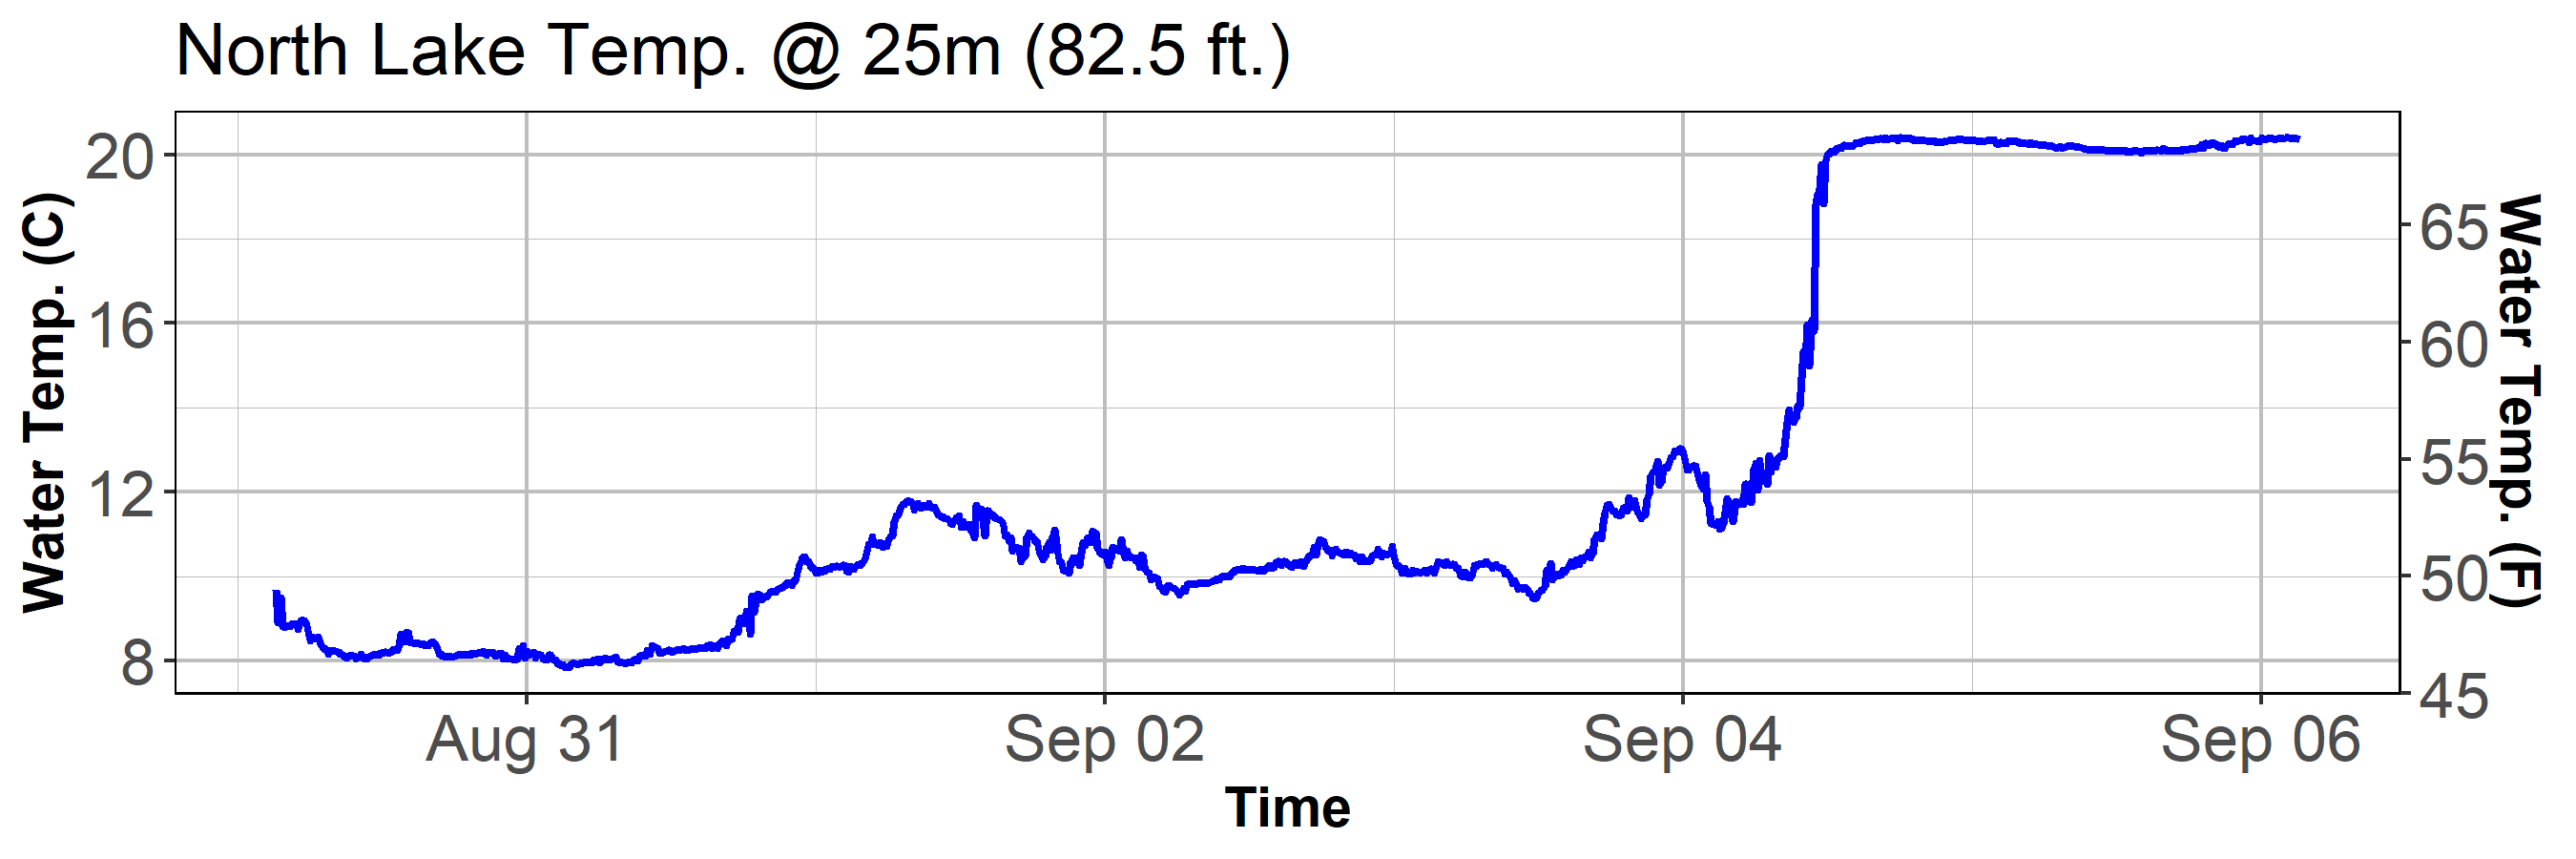 North Lake Temp. @ 25m (82.5 ft.)
Water Temp. (C)
20
16
12
8
65
60
55
50
45
Water Temp. (F)
Aug 31
Sep 02
Sep 04
Sep 06
Time